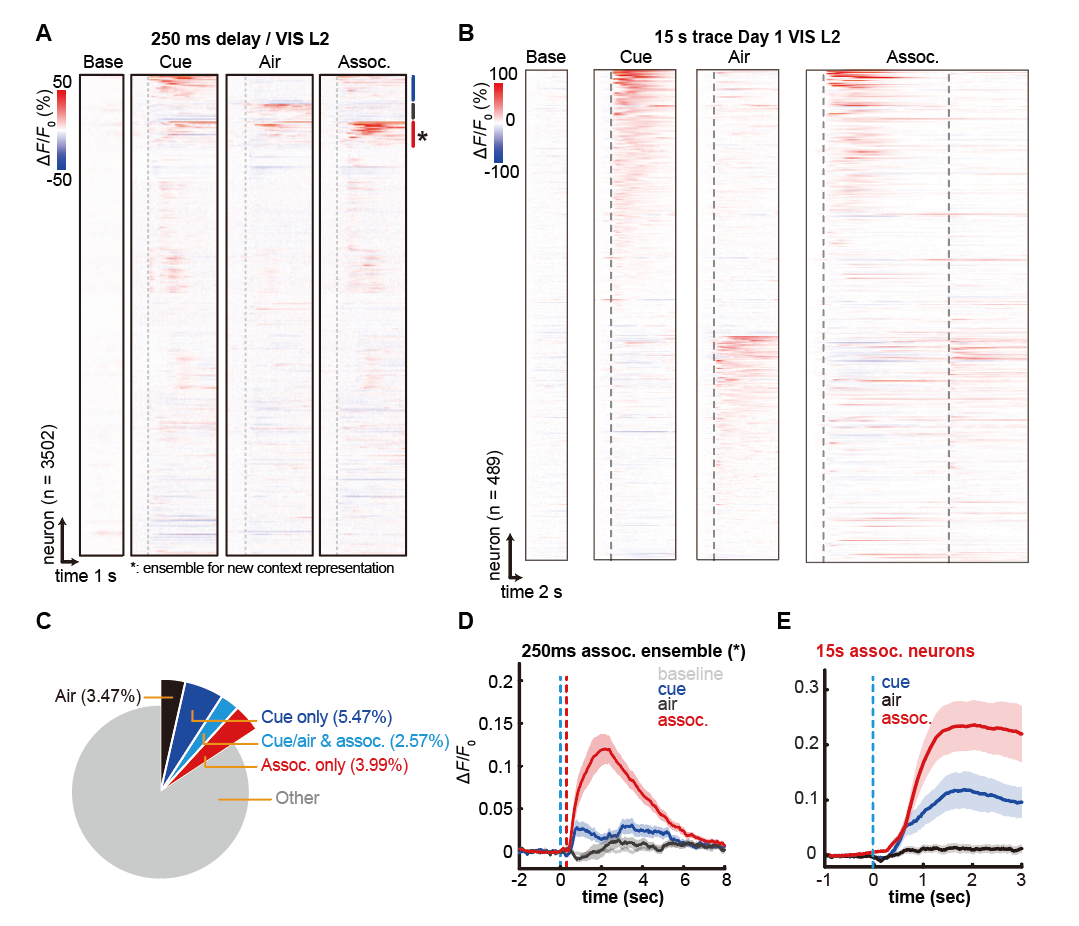 A
250 ms delay / VIS L2
Base
Cue
Air
Assoc.
50
ΔF/F0 (%)
-50
*
neuron (n = 3502)
time 1 s
*: ensemble for new context representation
B
15 s trace Day 1 VIS L2
Base
Cue
Air
Assoc.
100
0
-100
ΔF/F0 (%)
neuron (n = 489)
time 2 s
C
Air (3.47%)
Cue only (5.47%)
Cue/air & assoc. (2.57%)
Assoc. only (3.99%)
Other
D
250ms assoc. ensemble (*)
baseline
cue
air
assoc.
ΔF/F0
0.2
0.15
0.1
0.05
0
-2 0 2 4 6 8
time (sec)
E
15s assoc. neurons
cue
air
assoc.
0.3
0.2
0.1
0
-1 0 1 2 3
time (sec)